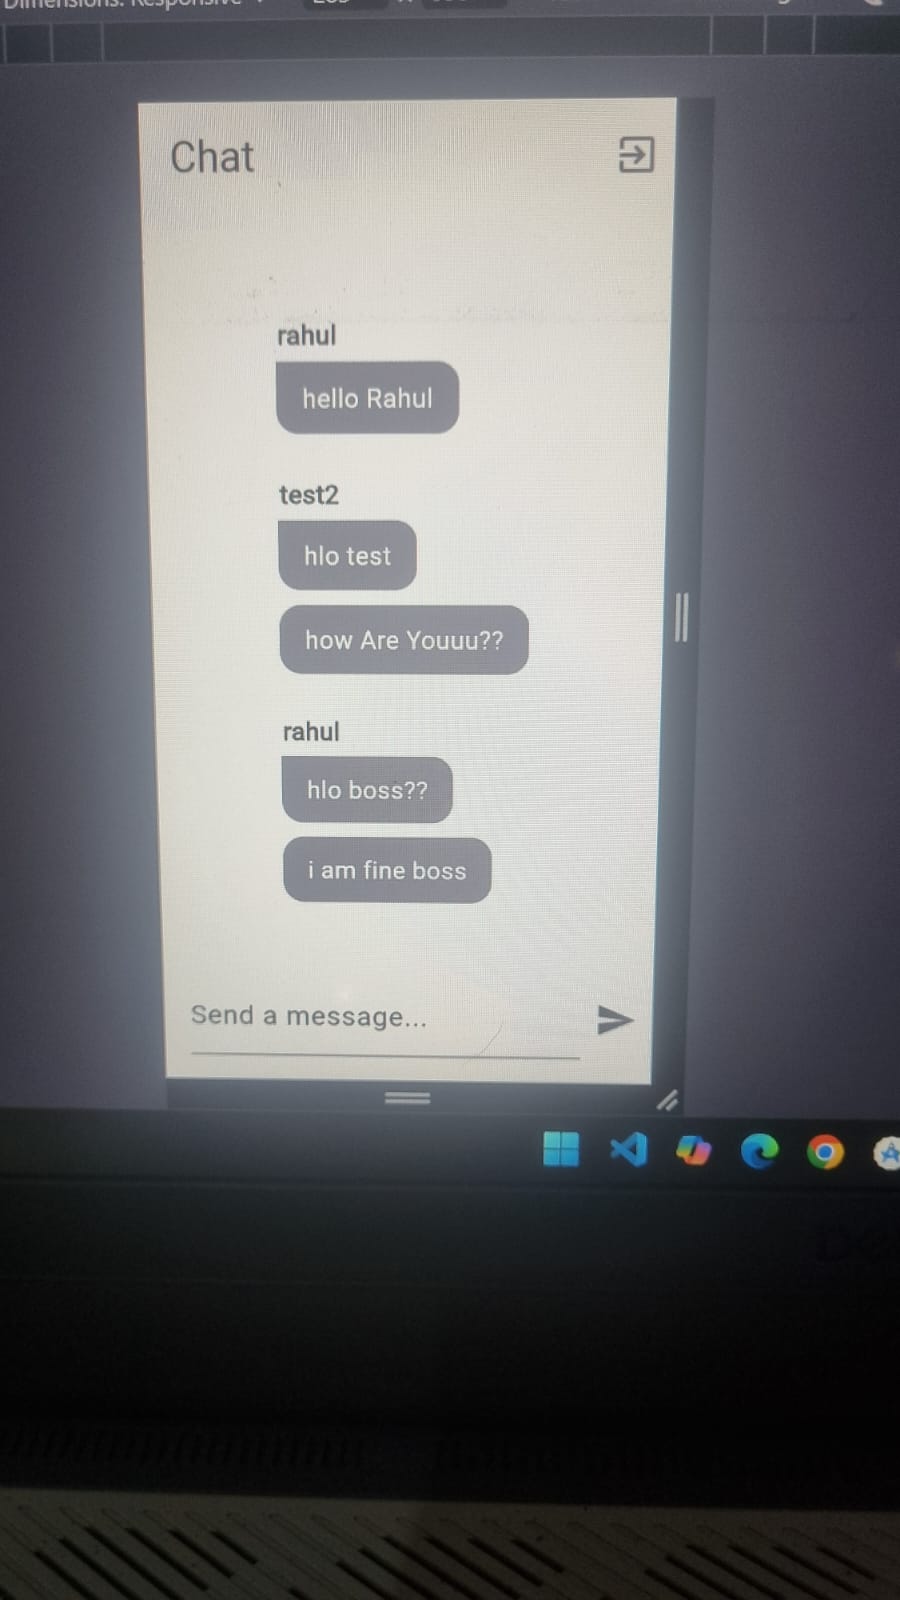 Dimensions: Responsive
Chat
rahul
hello Rahul
test2
hlo test
how Are Youuu??
rahul
hlo boss??
i am fine boss
Send a message...